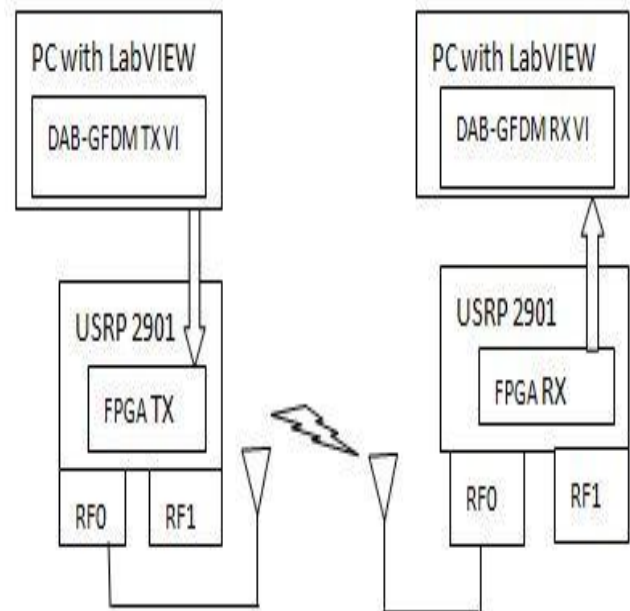 PC with LabVIEW
DAB-GFDM TX VI
USRP 2901
FPGA TX
RF0
RF1
PC with LabVIEW
DAB-GFDM RX VI
USRP 2901
FPGA RX
RF0
RF1